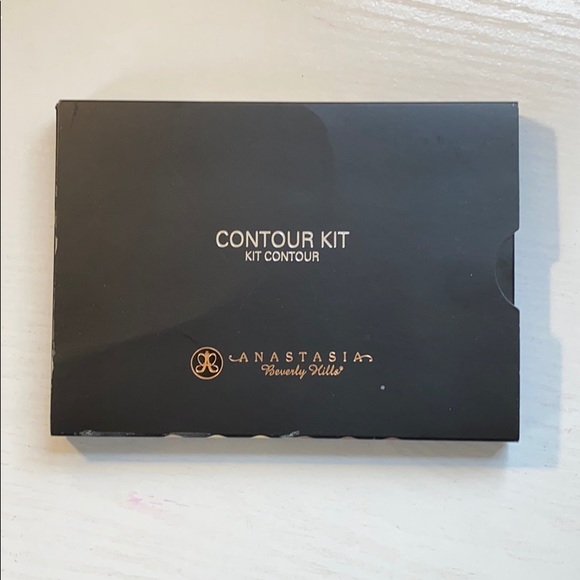 CONTOUR KIT
KIT CONTOUR
ANASTASIA
Beverly Hills®